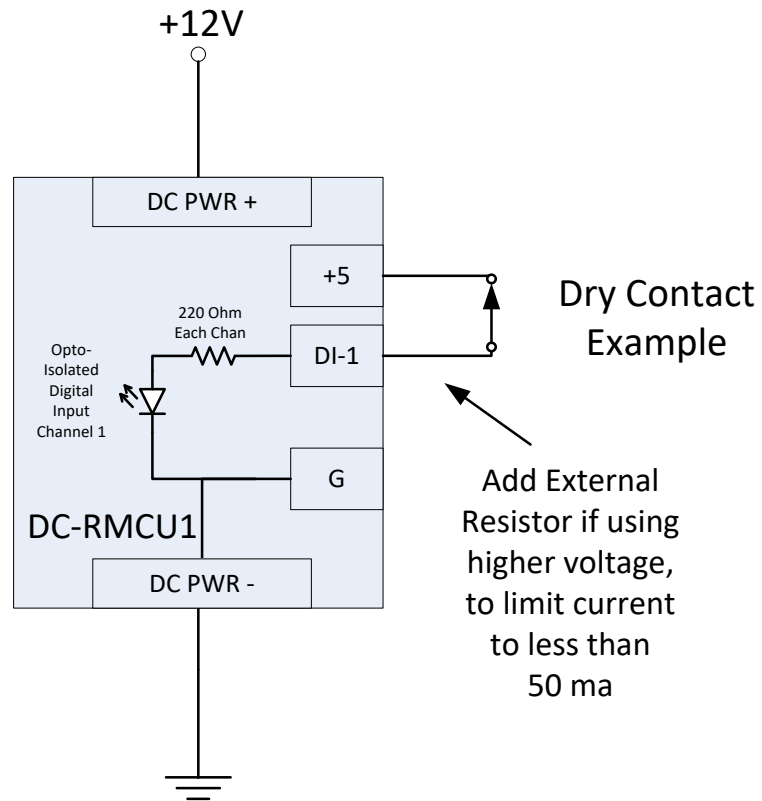 +12V
DC PWR +
+5
220 Ohm
Each Chan
Dry Contact
Example
Opto-
Isolated
Digital
Input
Channel 1
DI-1
G
Add External
Resistor if using
higher voltage,
to limit current
to less than
50 ma
DC-RMCU1
DC PWR -